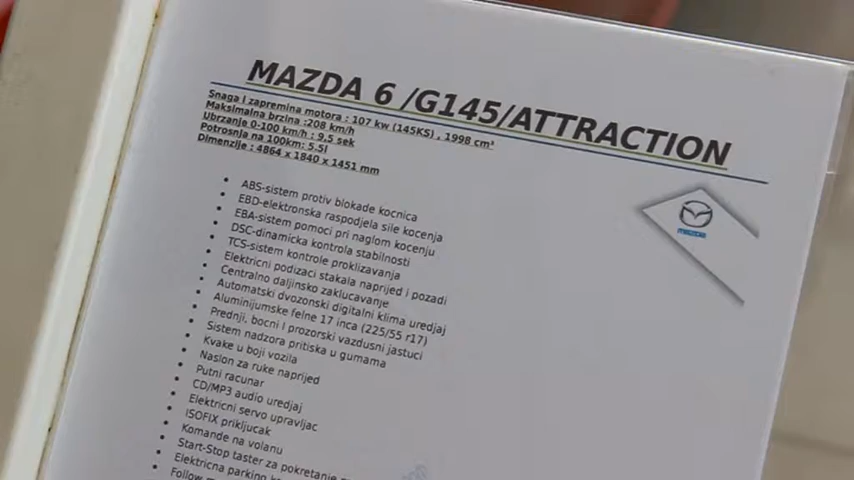 MAZDA 6 /G145/ATTRACTION
Snaga i zapremina motora : 107 kw (145KS) , 1998 cm³
Maksimalna brzina :208 km/h
Ubrzanje 0-100 km/h : 9,5 sek
Potrosnja na 100km: 5.5l
Dimenzije : 4864 x 1840 x 1451 mm
mazda
• ABS-sistem protiv blokade kocnica
• EBD-elektronska raspodjela sile kocenja
• EBA-sistem pomoci pri naglom kocenju
• DSC-dinamicka kontrola stabilnosti
• TCS-sistem kontrole proklizavanja
• Elektricni podizaci stakala naprijed i pozadi
• Centralno daljinsko zaklucavanje
• Automatski dvozonski digitalni klima uredjaj
• Aluminijumske felne 17 inca (225/55 r17)
• Prednji, bocni I prozorski vazdusni jastuci
• Sistem nadzora pritiska u gumama
• Kvake u boji vozila
• Naslon za ruke naprijed
• Putni racunar
• CD/MP3 audio uredjaj
• Elektricni servo upravljac
• ISOFIX prikljucak
• Komande na volanu
• Start-Stop taster za pokretanje
• Elektricna parking
• Follow